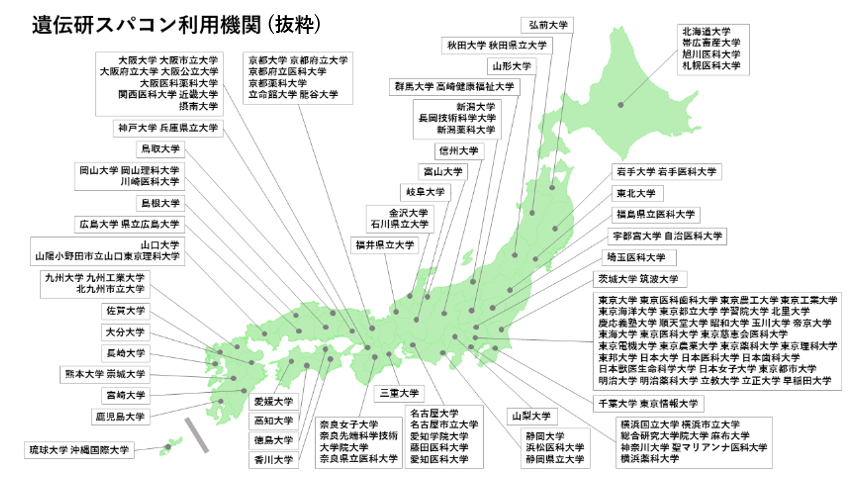 遺伝研スパコン利用機関 (抜粋)
弘前大学
北海道大学
帯広畜産大学
旭川医科大学
札幌医科大学
秋田大学 秋田県立大学
山形大学
大阪大学 大阪市立大学
大阪府立大学 大阪公立大学
大阪医科薬科大学
関西医科大学 近畿大学
摂南大学
京都大学 京都府立大学
京都府立医科大学
京都薬科大学
立命館大学 龍谷大学
群馬大学 高崎健康福祉大学
新潟大学
長岡技術科学大学
新潟薬科大学
神戸大学 兵庫県立大学
鳥取大学
信州大学
富山大学
岡山大学 岡山理科大学
川崎医科大学
岐阜大学
島根大学
金沢大学
石川県立大学
広島大学 県立広島大学
福井県立大学
山口大学
山陽小野田市立山口東京理科大学
九州大学 九州工業大学
北九州市立大学
佐賀大学
大分大学
長崎大学
熊本大学 崇城大学
宮崎大学
鹿児島大学
琉球大学 沖縄国際大学
岩手大学 岩手医科大学
東北大学
福島県立医科大学
宇都宮大学 自治医科大学
埼玉医科大学
茨城大学 筑波大学
東京大学 東京医科歯科大学 東京農工大学 東京工業大学
東京海洋大学 東京都立大学 学習院大学 北里大学
慶応義塾大学 順天堂大学 昭和大学 玉川大学 帝京大学
東海大学 東京医科大学 東京慈恵会医科大学
東京電機大学 東京農業大学 東京薬科大学 東京理科大学
東邦大学 日本大学 日本医科大学 日本歯科大学
日本獣医生命科学大学 日本女子大学 東京都市大学
明治大学 明治薬科大学 立教大学 立正大学 早稲田大学
千葉大学 東京情報大学
愛媛大学
高知大学
徳島大学
香川大学
三重大学
奈良女子大学
奈良先端科学技術
大学院大学
奈良県立医科大学
名古屋大学
名古屋市立大学
愛知学院大学
藤田医科大学
愛知医科大学
山梨大学
静岡大学
浜松医科大学
静岡県立大学
横浜国立大学 横浜市立大学
総合研究大学院大学 麻布大学
神奈川大学 聖マリアンナ医科大学
横浜薬科大学